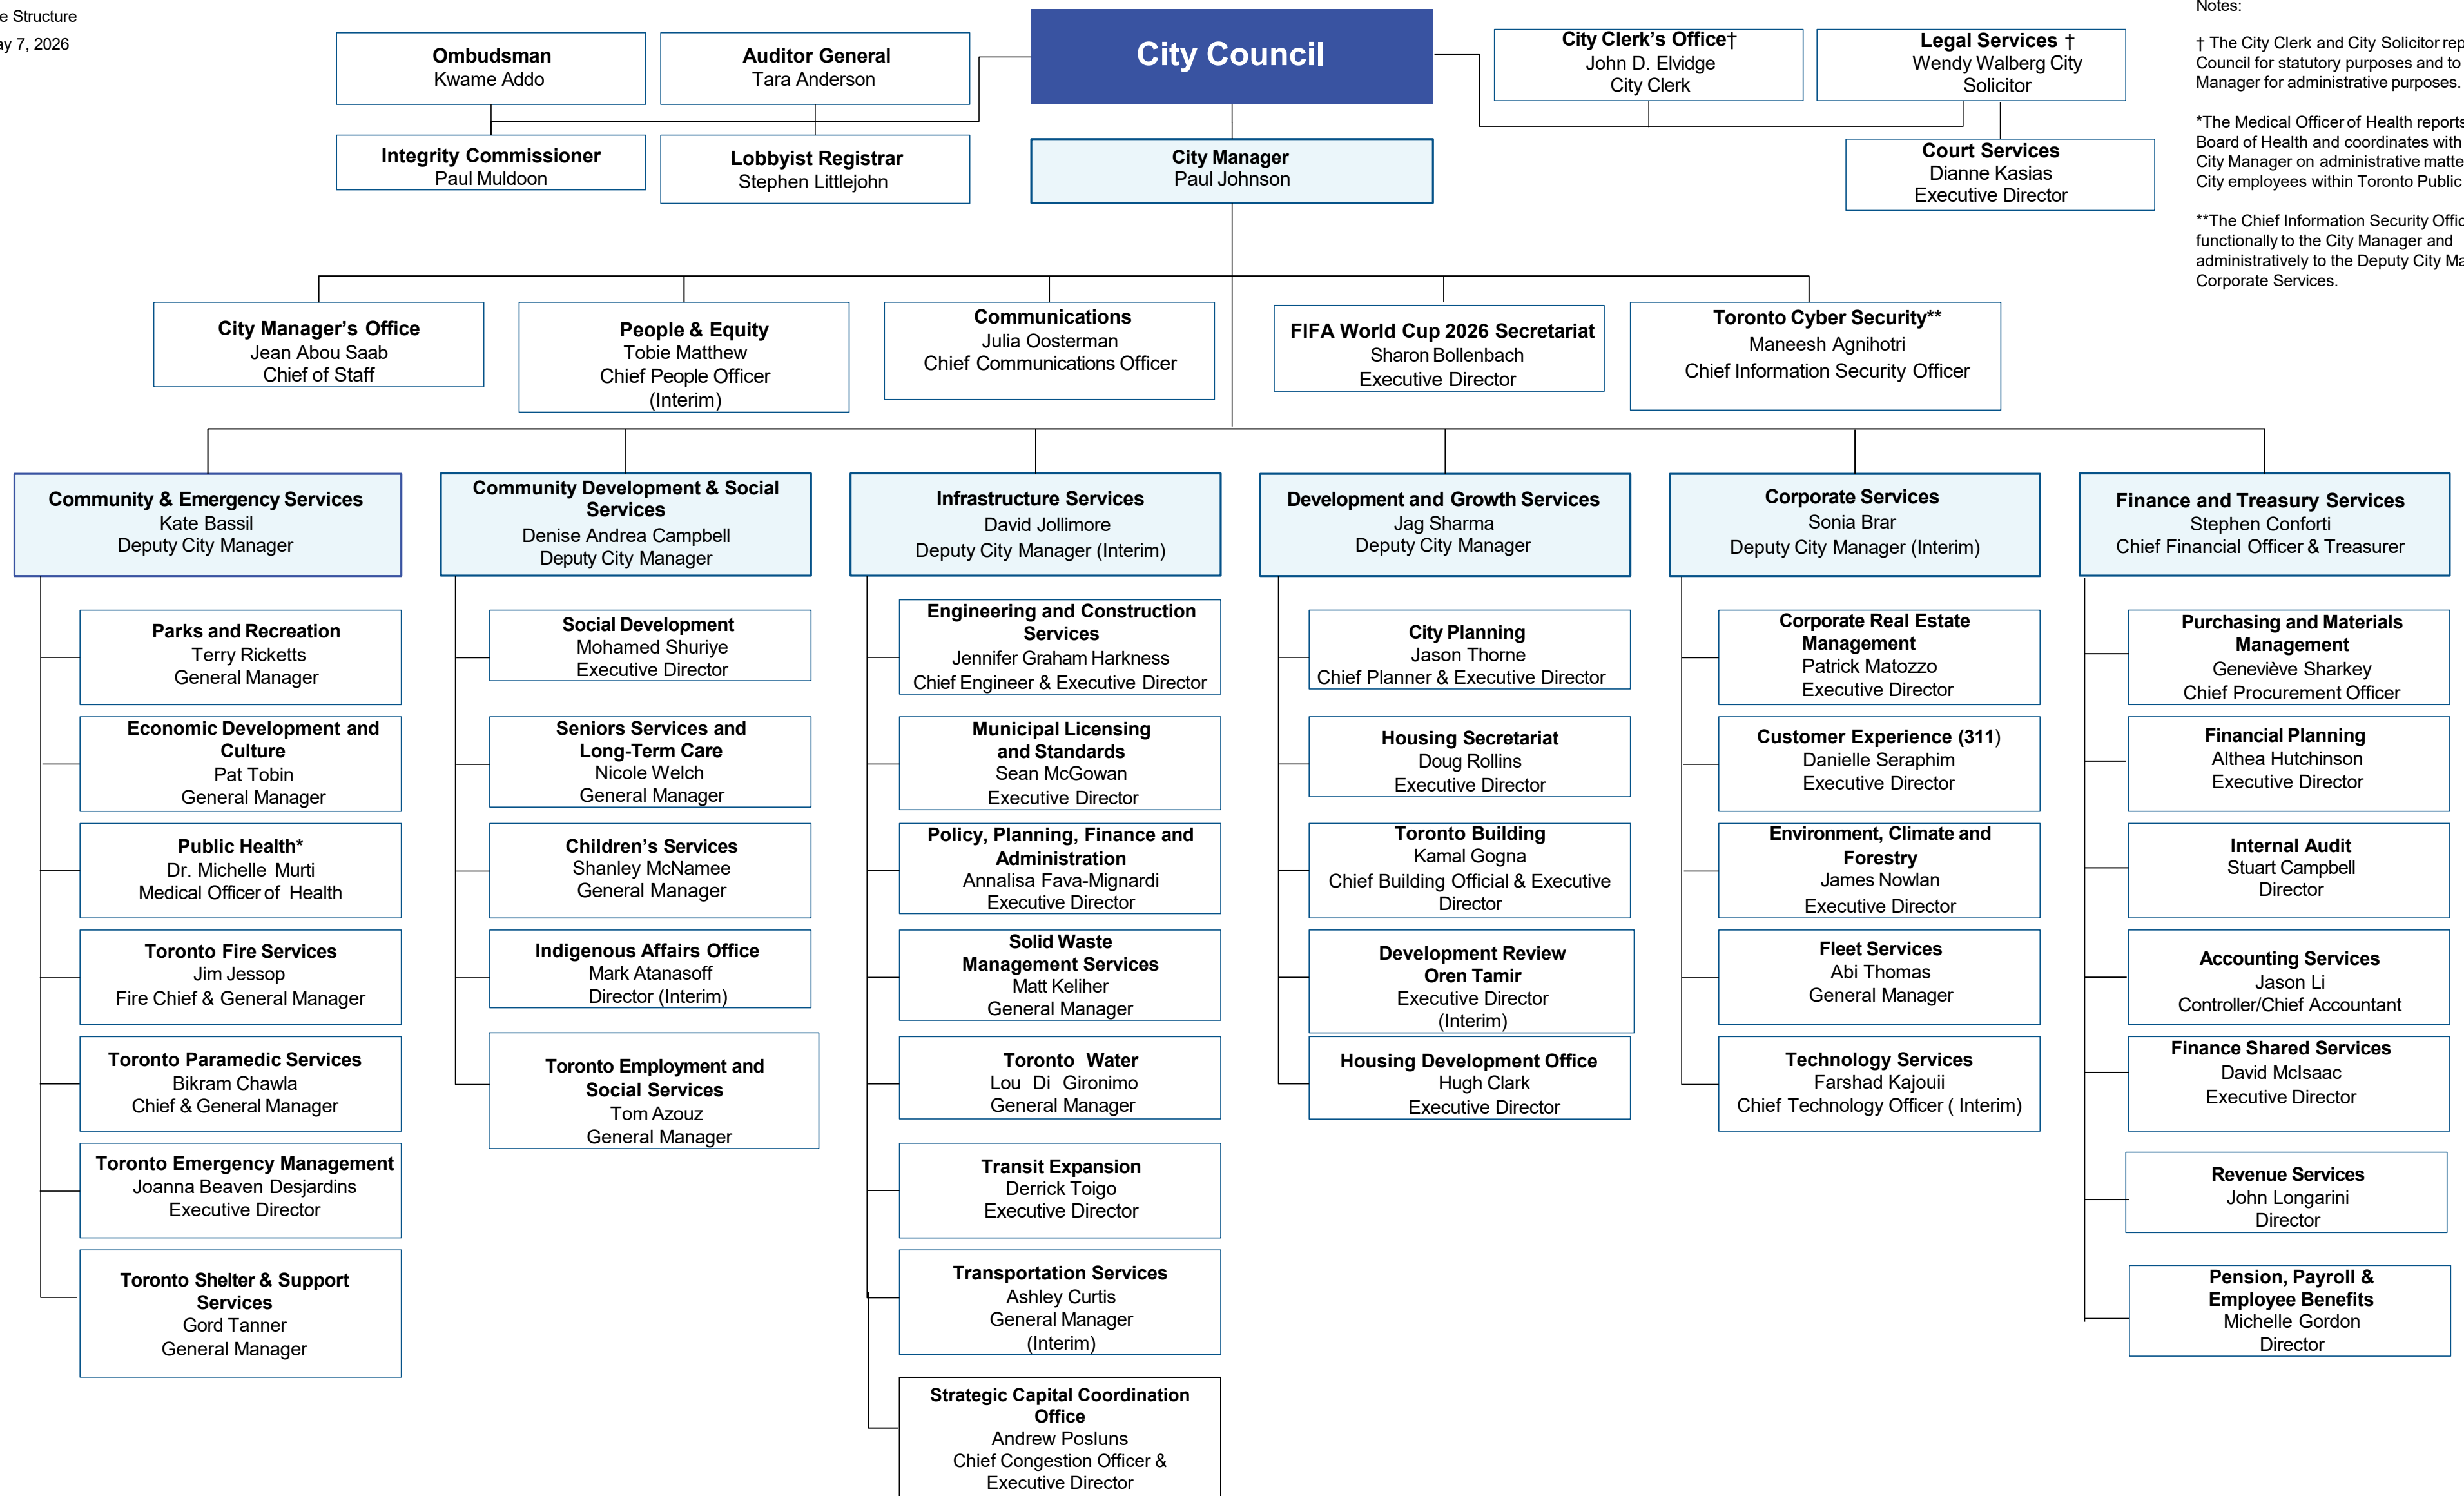 e Structure
ay 7, 2026
Ombudsman
Kwame Addo
Auditor General
Tara Anderson
City Council
City Clerk’s Office†
John D. Elvidge
City Clerk
Legal Services †
Wendy Walberg City
Solicitor
Integrity Commissioner
Paul Muldoon
Lobbyist Registrar
Stephen Littlejohn
City Manager
Paul Johnson
Court Services
Dianne Kasias
Executive Director
Notes:
† The City Clerk and City Solicitor rep
Council for statutory purposes and to
Manager for administrative purposes.
*The Medical Officer of Health reports
Board of Health and coordinates with
City Manager on administrative matte
City employees within Toronto Public
**The Chief Information Security Offic
functionally to the City Manager and
administratively to the Deputy City Ma
Corporate Services.
City Manager’s Office
Jean Abou Saab
Chief of Staff
People & Equity
Tobie Matthew
Chief People Officer
(Interim)
Communications
Julia Oosterman
Chief Communications Officer
FIFA World Cup 2026 Secretariat
Sharon Bollenbach
Executive Director
Toronto Cyber Security**
Maneesh Agnihotri
Chief Information Security Officer
Community & Emergency Services
Kate Bassil
Deputy City Manager
Community Development & Social
Services
Denise Andrea Campbell
Deputy City Manager
Infrastructure Services
David Jollimore
Deputy City Manager (Interim)
Development and Growth Services
Jag Sharma
Deputy City Manager
Corporate Services
Sonia Brar
Deputy City Manager (Interim)
Finance and Treasury Services
Stephen Conforti
Chief Financial Officer & Treasurer
Parks and Recreation
Terry Ricketts
General Manager
Economic Development and
Culture
Pat Tobin
General Manager
Public Health*
Dr. Michelle Murti
Medical Officer of Health
Toronto Fire Services
Jim Jessop
Fire Chief & General Manager
Toronto Paramedic Services
Bikram Chawla
Chief & General Manager
Toronto Emergency Management
Joanna Beaven Desjardins
Executive Director
Toronto Shelter & Support
Services
Gord Tanner
General Manager
Social Development
Mohamed Shuriye
Executive Director
Seniors Services and
Long-Term Care
Nicole Welch
General Manager
Children’s Services
Shanley McNamee
General Manager
Indigenous Affairs Office
Mark Atanasoff
Director (Interim)
Toronto Employment and
Social Services
Tom Azouz
General Manager
Engineering and Construction
Services
Jennifer Graham Harkness
Chief Engineer & Executive Director
Municipal Licensing
and Standards
Sean McGowan
Executive Director
Policy, Planning, Finance and
Administration
Annalisa Fava-Mignardi
Executive Director
Solid Waste
Management Services
Matt Keliher
General Manager
Toronto Water
Lou Di Gironimo
General Manager
Transit Expansion
Derrick Toigo
Executive Director
Transportation Services
Ashley Curtis
General Manager
(Interim)
Strategic Capital Coordination
Office
Andrew Posluns
Chief Congestion Officer &
Executive Director
City Planning
Jason Thorne
Chief Planner & Executive Director
Housing Secretariat
Doug Rollins
Executive Director
Toronto Building
Kamal Gogna
Chief Building Official & Executive
Director
Development Review
Oren Tamir
Executive Director
(Interim)
Housing Development Office
Hugh Clark
Executive Director
Corporate Real Estate
Management
Patrick Matozzo
Executive Director
Customer Experience (311)
Danielle Seraphim
Executive Director
Environment, Climate and
Forestry
James Nowlan
Executive Director
Fleet Services
Abi Thomas
General Manager
Technology Services
Farshad Kajouii
Chief Technology Officer ( Interim)
Purchasing and Materials
Management
Geneviève Sharkey
Chief Procurement Officer
Financial Planning
Althea Hutchinson
Executive Director
Internal Audit
Stuart Campbell
Director
Accounting Services
Jason Li
Controller/Chief Accountant
Finance Shared Services
David McIsaac
Executive Director
Revenue Services
John Longarini
Director
Pension, Payroll &
Employee Benefits
Michelle Gordon
Director